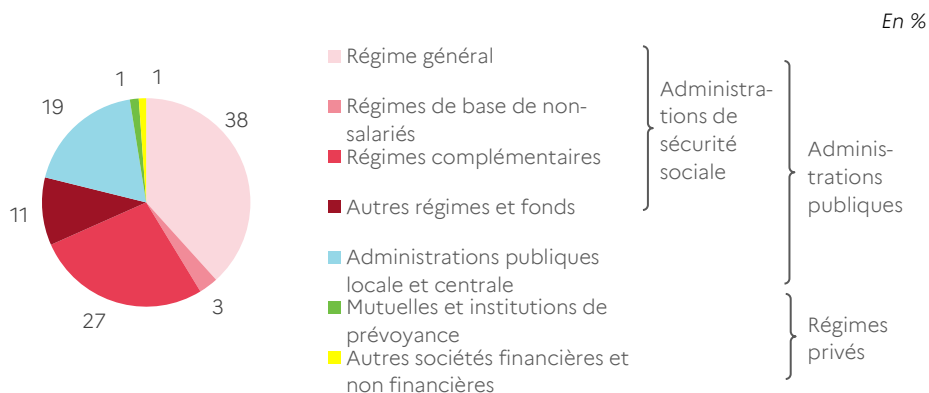 En %
1
1
19
38
11
27
3
Régime général
Régimes de base de non-
salariés
Régimes complémentaires
Autres régimes et fonds
Administrations publiques
locale et centrale
Mutuelles et institutions de
prévoyance
Autres sociétés financières et
non financières
Administra-
tions de
sécurité
sociale
Adminis-
trations
publiques
Régimes
privés